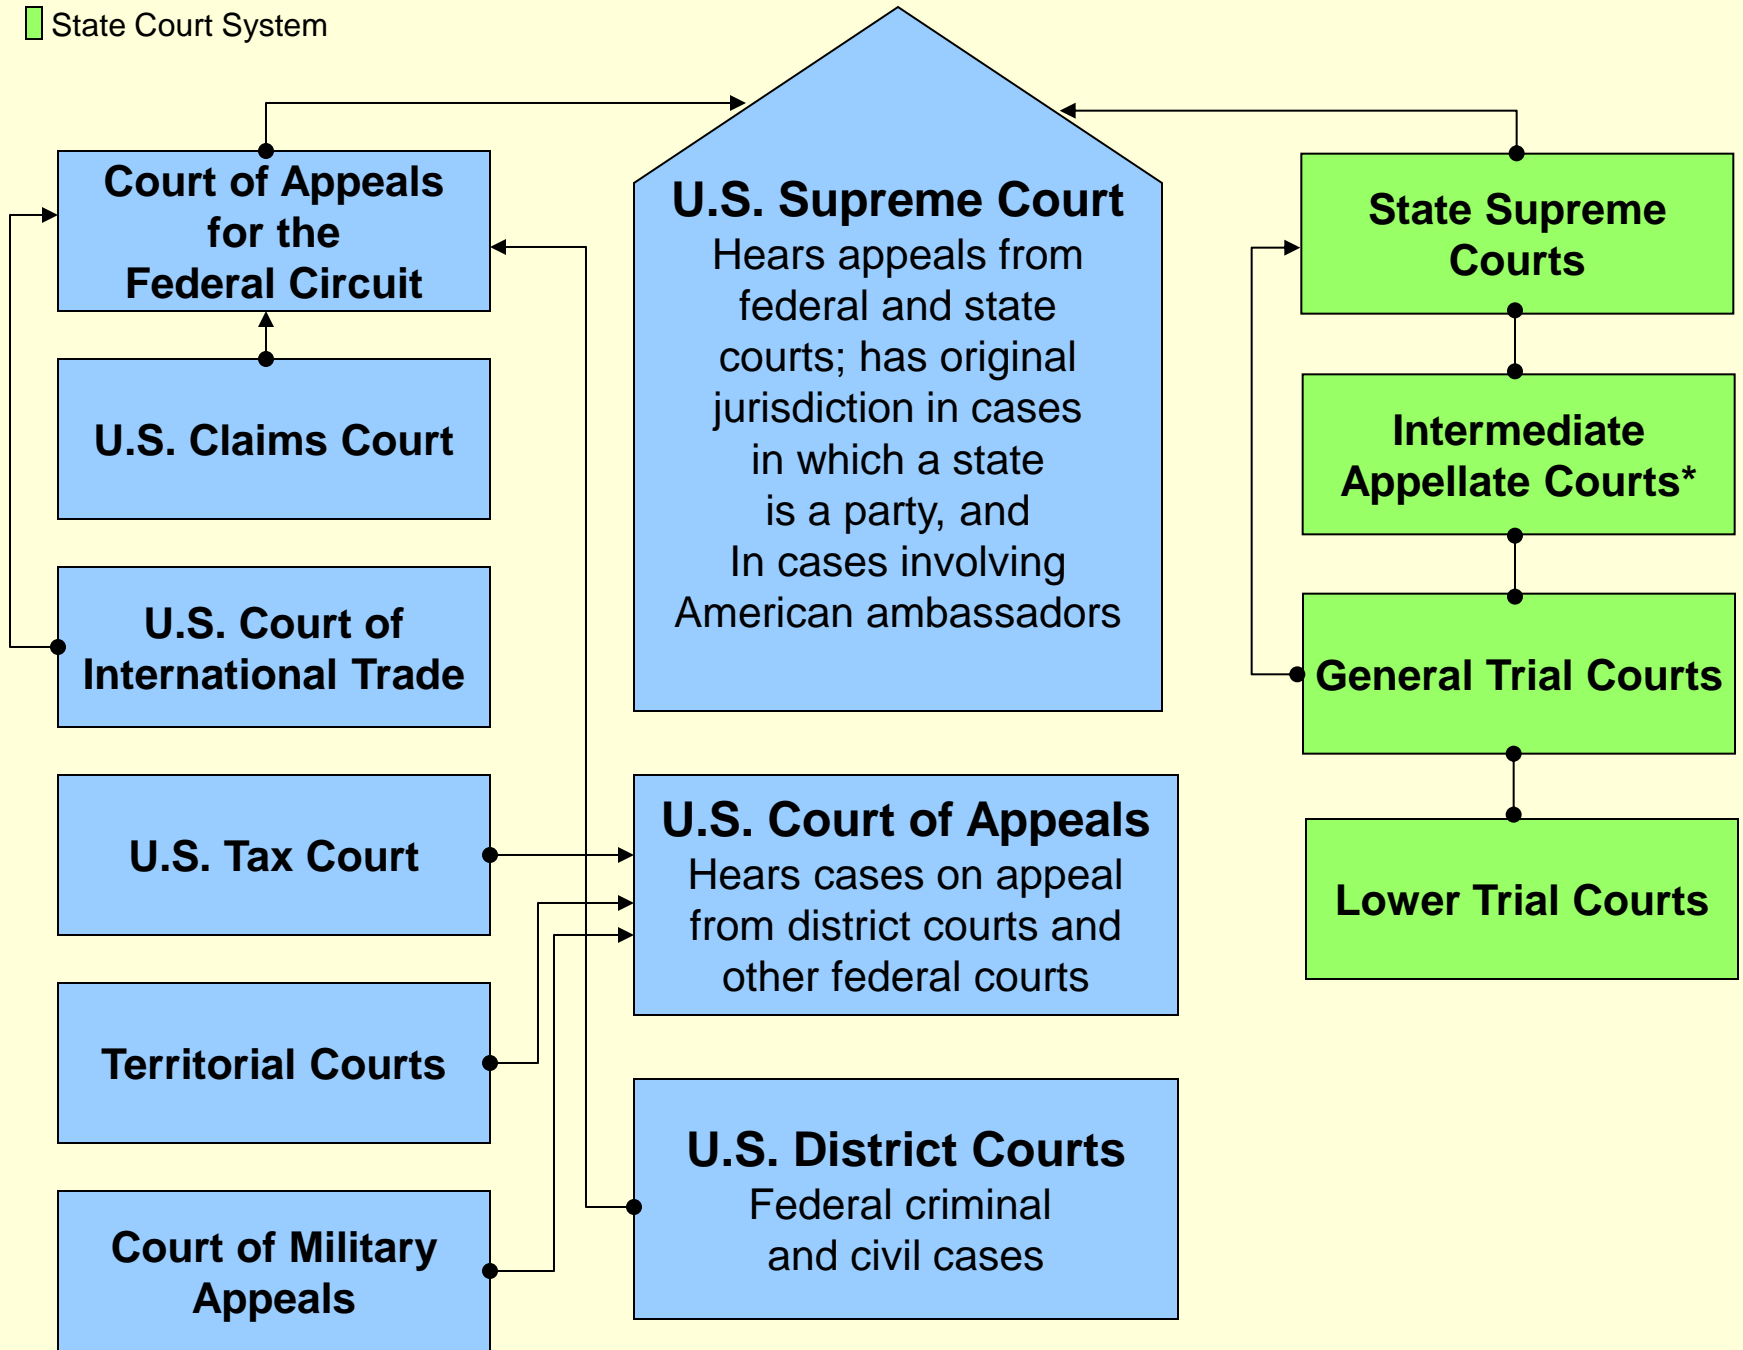 State Court System
Court of Appeals
for the
Federal Circuit
U.S. Claims Court
U.S. Court of
International Trade
U.S. Tax Court
Territorial Courts
Court of Military
Appeals
U.S. Supreme Court
Hears appeals from
federal and state
courts; has original
jurisdiction in cases
in which a state
is a party, and
In cases involving
American ambassadors
U.S. Court of Appeals
Hears cases on appeal
from district courts and
other federal courts
U.S. District Courts
Federal criminal
and civil cases
State Supreme
Courts
Intermediate
Appellate Courts*
General Trial Courts
Lower Trial Courts